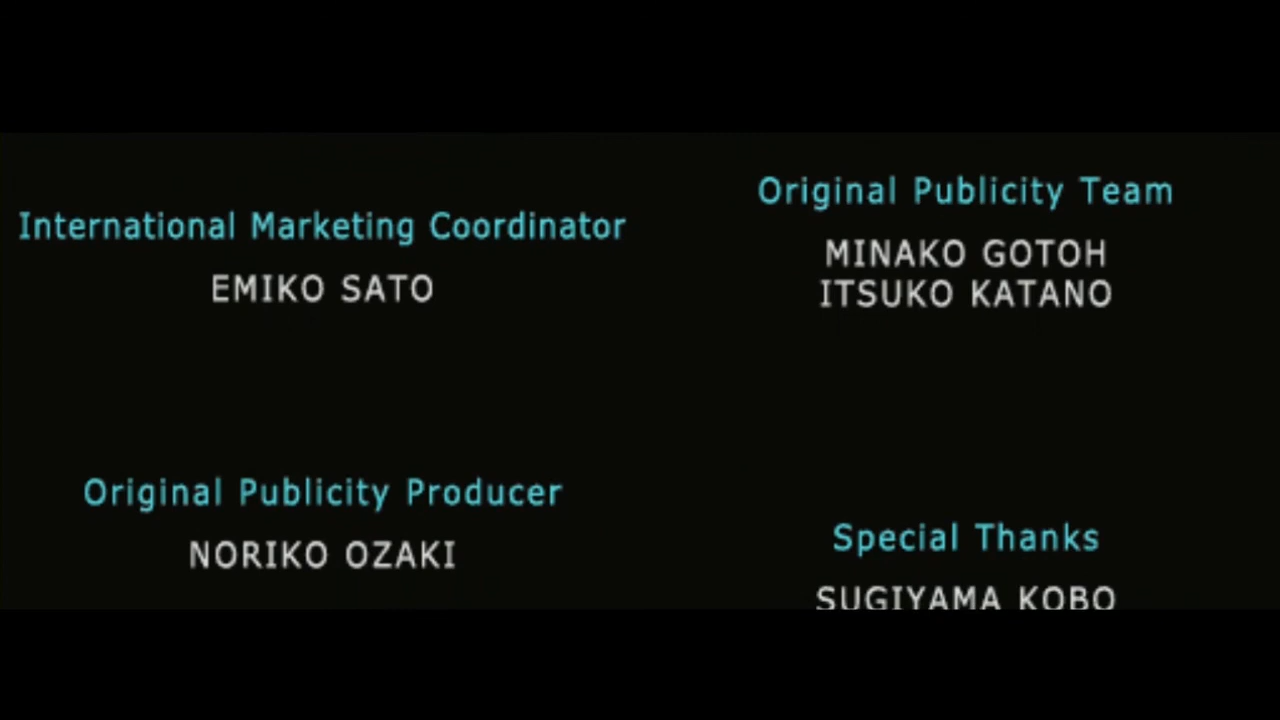 International Marketing Coordinator
EMIKO SATO
Original Publicity Producer
NORIKO OZAKI
Original Publicity Team
MINAKO GOTOH
ITSUKO KATANO
Special Thanks
SUGIYAMA KOBO